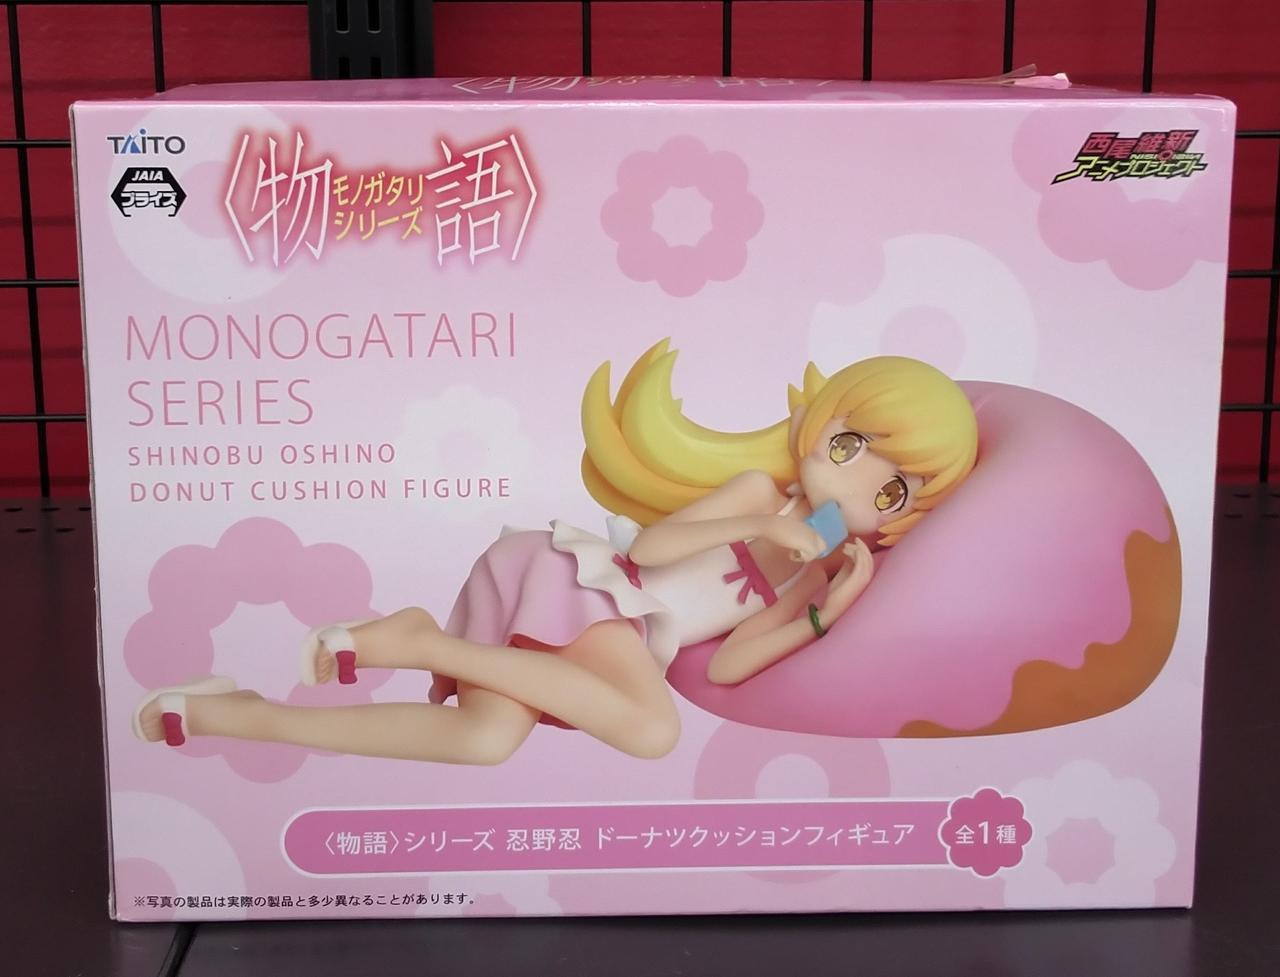 TAITO
JAIA
プライズ
〈物語〉
モノガタリ
シリーズ
西尾維新
アニメプロジェクト
MONOGATARI
SERIES
SHINOBU OSHINO
DONUT CUSHION FIGURE
〈物語〉シリーズ 忍野忍 ドーナツクッションフィギュア
全1種
※写真の製品は実際の製品と多少異なることがあります。